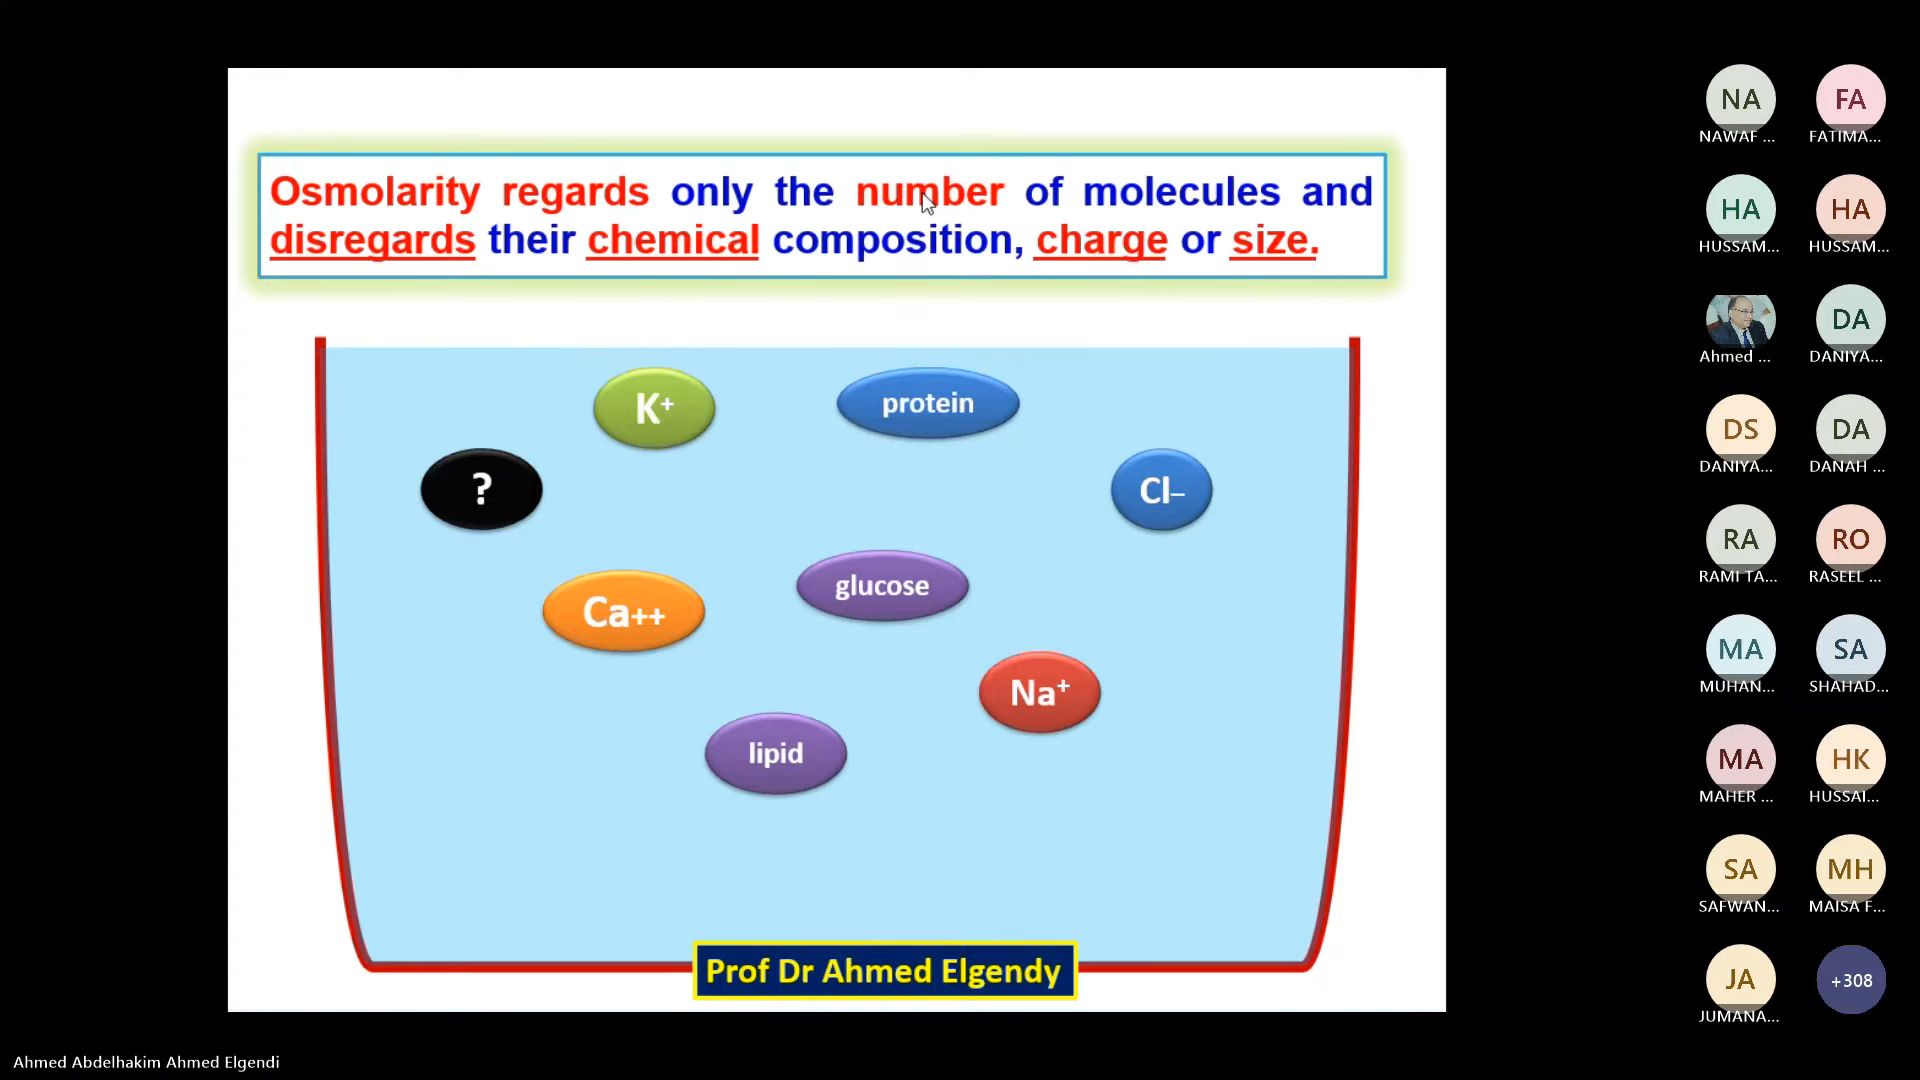 Osmolarity regards only the number of molecules and
disregards their chemical composition, charge or size.
K+
protein
?
Cl–
glucose
Ca++
Na+
lipid
Prof Dr Ahmed Elgendy
NA FA
NAWAF ... FATIMA...
HA HA
HUSSAM... HUSSAM...
DA
Ahmed ... DANIYA...
DS DA
DANIYA... DANAH ...
RA RO
RAMI TA... RASEEL ...
MA SA
MUHAN... SHAHAD...
MA HK
MAHER ... HUSSAI...
SA MH
SAFWAN... MAISA F...
JA +308
JUMANA...
Ahmed Abdelhakim Ahmed Elgendi